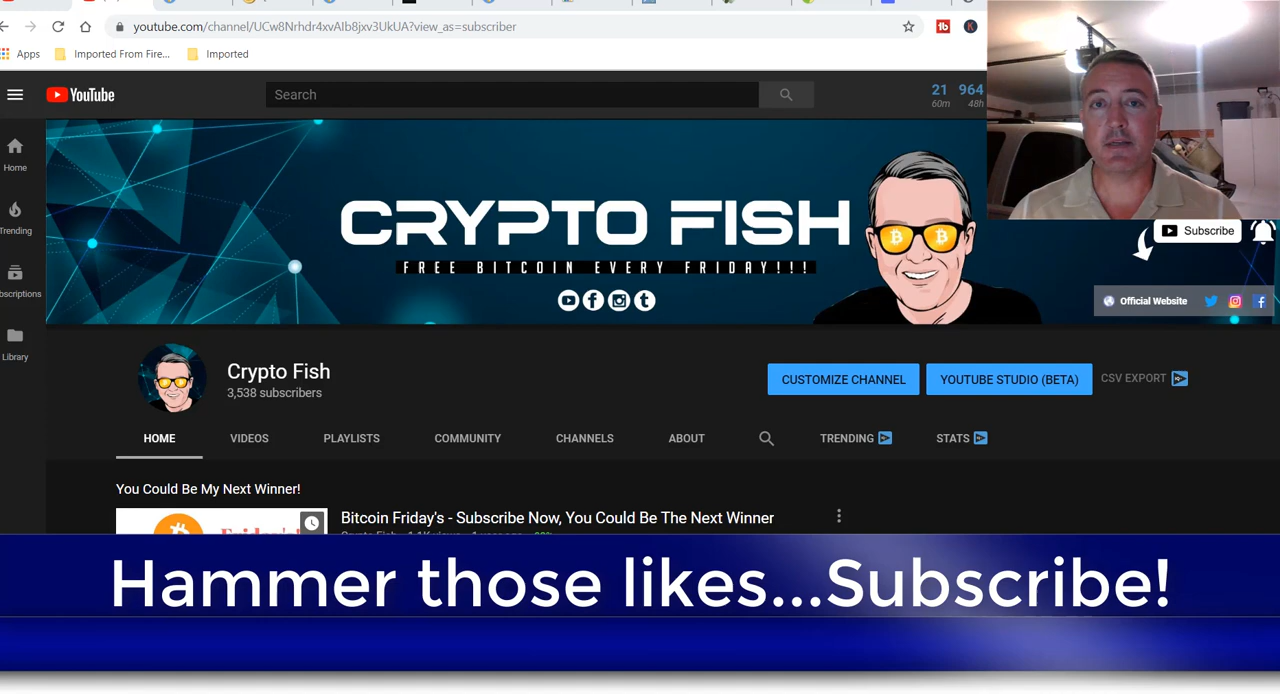 youtube.com/channel/UCw8Nrhdr4xvAIb8jxv3UkUA?view_as=subscriber
Apps Imported From Fire... Imported
YouTube
Search
21 964
60m 48h
Home
Trending
bscriptions
Library
CRYPTO FISH
FREE BITCOIN EVERY FRIDAY!!!
Subscribe
Official Website
Crypto Fish
3,538 subscribers
CUSTOMIZE CHANNEL YOUTUBE STUDIO (BETA) CSV EXPORT
HOME VIDEOS PLAYLISTS COMMUNITY CHANNELS ABOUT TRENDING STATS
You Could Be My Next Winner!
Bitcoin Friday's - Subscribe Now, You Could Be The Next Winner
Hammer those likes...Subscribe!